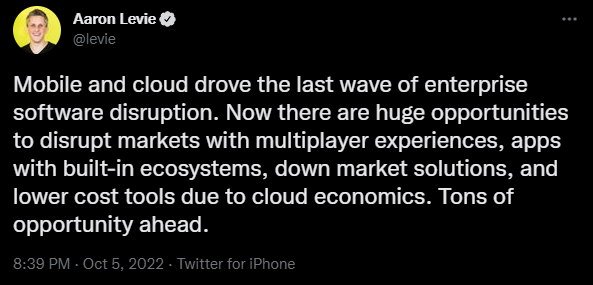 Aaron Levie
@levie
Mobile and cloud drove the last wave of enterprise
software disruption. Now there are huge opportunities
to disrupt markets with multiplayer experiences, apps
with built-in ecosystems, down market solutions, and
lower cost tools due to cloud economics. Tons of
opportunity ahead.
8:39 PM · Oct 5, 2022 · Twitter for iPhone